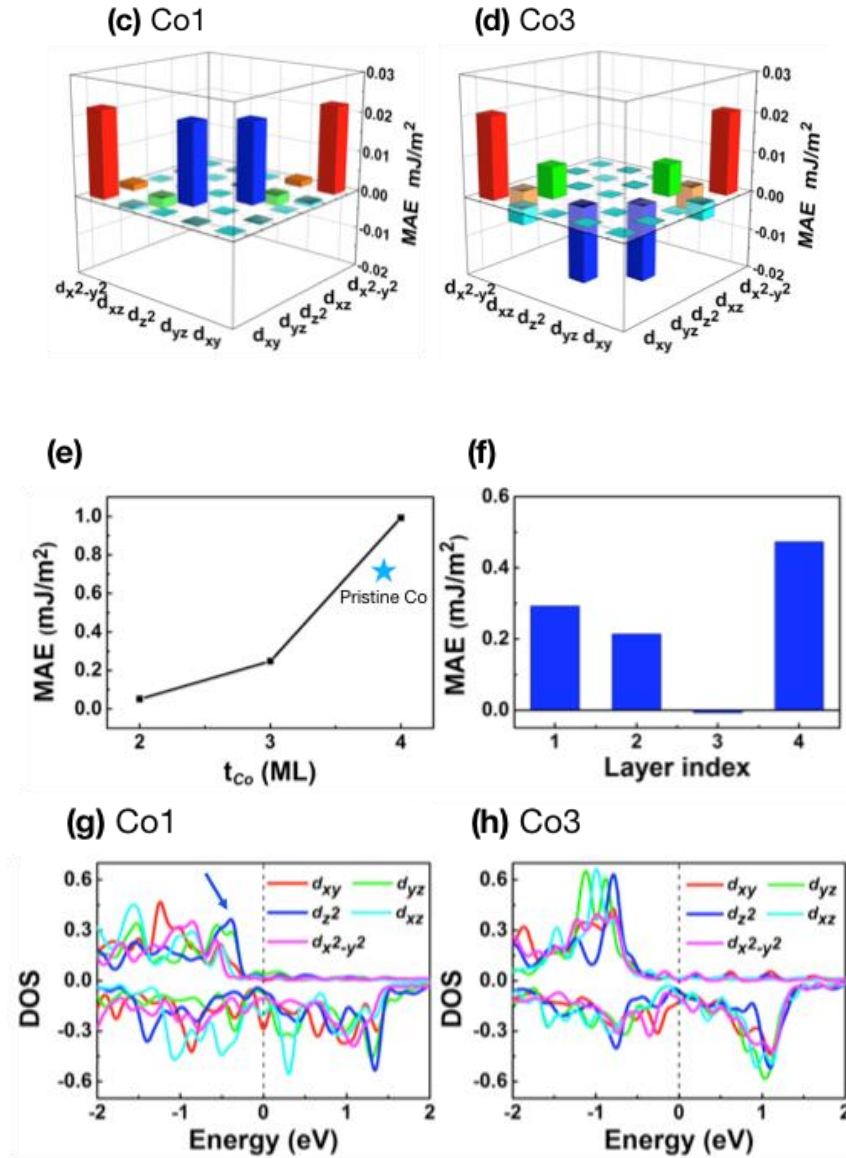 (c) Co1
(d) Co3
0.03
0.02
0.01
0.00
-0.01
-0.02
MAE mJ/m²
dx²-y²
dxz
dz²
dyz
dxy
dxy
dyz
dz²
dxz
dx²-y²
0.03
0.02
0.01
0.00
-0.01
-0.02
MAE mJ/m²
dx²-y²
dxz
dz²
dyz
dxy
dxy
dyz
dz²
dxz
dx²-y²
(e)
MAE (mJ/m²)
1.0
0.8
0.6
0.4
0.2
0.0
Pristine Co
2 3 4
tCo (ML)
(f)
MAE (mJ/m²)
0.6
0.4
0.2
0.0
1 2 3 4
Layer index
(g) Co1
DOS
0.6
0.3
0.0
-0.3
-0.6
dxy dyz
dz² dxz
dx²-y²
-2 -1 0 1 2
Energy (eV)
(h) Co3
DOS
0.6
0.3
0.0
-0.3
-0.6
dxy dyz
dz² dxz
dx²-y²
-2 -1 0 1 2
Energy (eV)